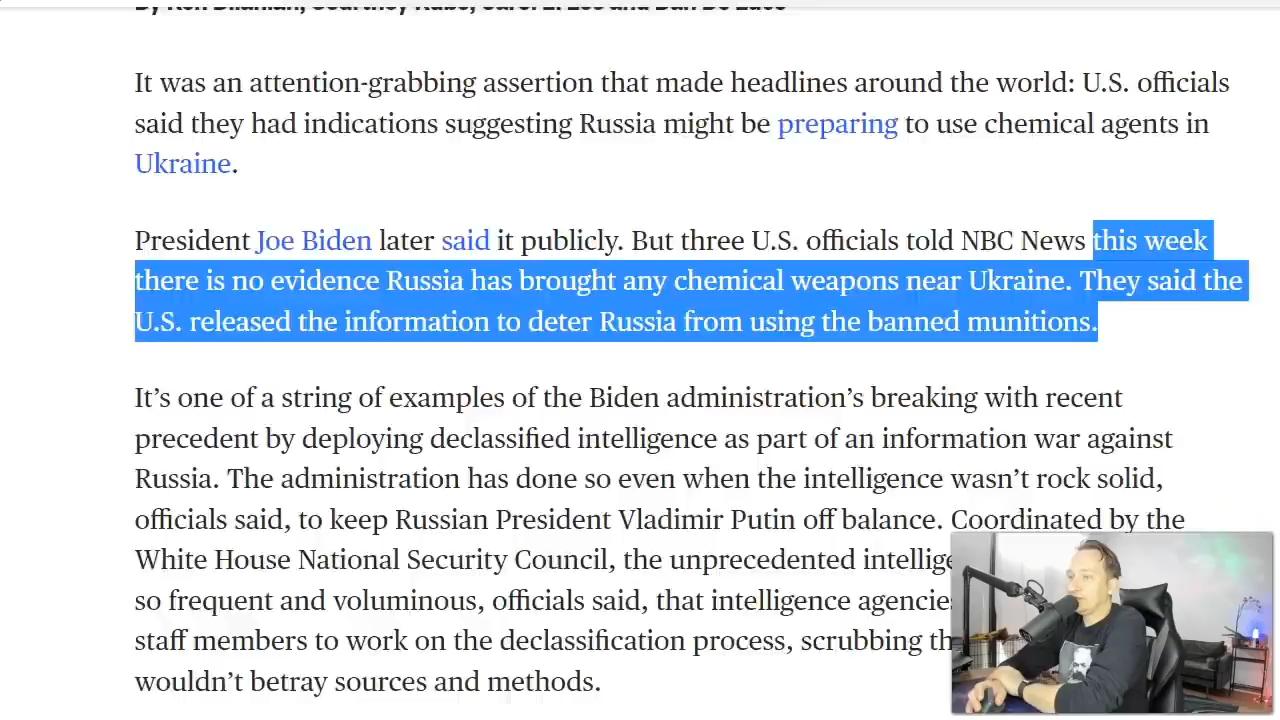 It was an attention-grabbing assertion that made headlines around the world: U.S. officials
said they had indications suggesting Russia might be preparing to use chemical agents in
Ukraine.
President Joe Biden later said it publicly. But three U.S. officials told NBC News this week
there is no evidence Russia has brought any chemical weapons near Ukraine. They said the
U.S. released the information to deter Russia from using the banned munitions.
It’s one of a string of examples of the Biden administration’s breaking with recent
precedent by deploying declassified intelligence as part of an information war against
Russia. The administration has done so even when the intelligence wasn’t rock solid,
officials said, to keep Russian President Vladimir Putin off balance. Coordinated by the
White House National Security Council, the unprecedented
so frequent and voluminous, officials said, that intelligence
staff members to work on the declassification process, scrubbing
wouldn’t betray sources and methods.